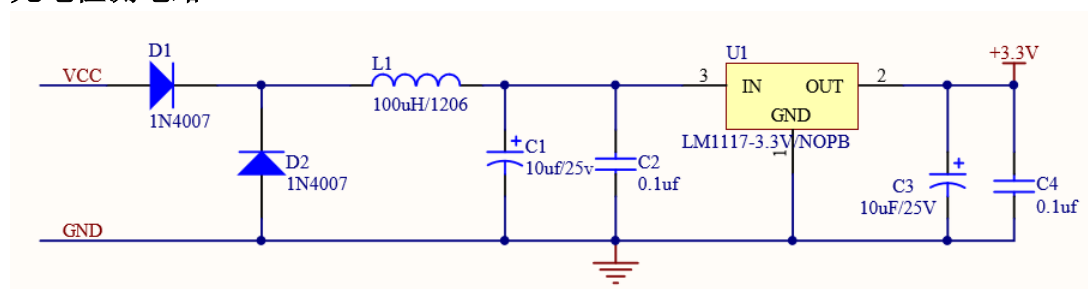 D1
VCC
1N4007
D2
1N4007
L1
100uH/1206
+
C1
10uf/25v
C2
0.1uf
U1
3
IN
OUT
2
GND
LM1117-3.3V/NOPB
1
+3.3V
+
C3
10uF/25V
C4
0.1uf
GND